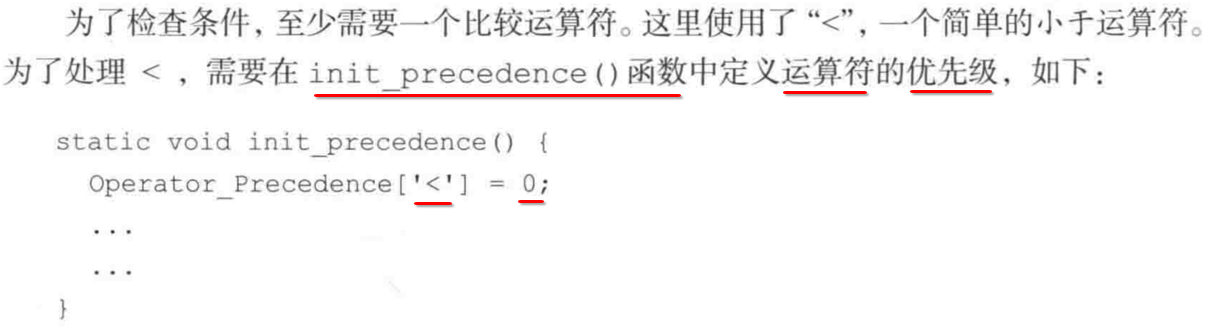 为了检查条件，至少需要一个比较运算符。这里使用了“<”，一个简单的小于运算符。
为了处理 < ，需要在 init_precedence()函数中定义运算符的优先级，如下：
static void init_precedence() {
Operator_Precedence['<'] = 0;
...
...
}